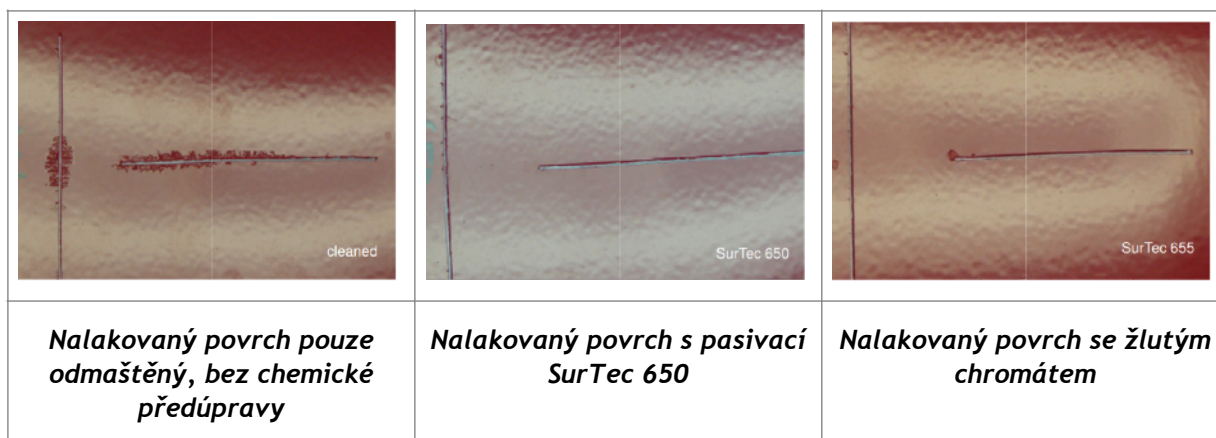 cleaned
SurTec 650
SurTec 655
Nalakovaný povrch pouze
odmaštěný, bez chemické
předúpravy
Nalakovaný povrch s pasivací
SurTec 650
Nalakovaný povrch se žlutým
chromátem